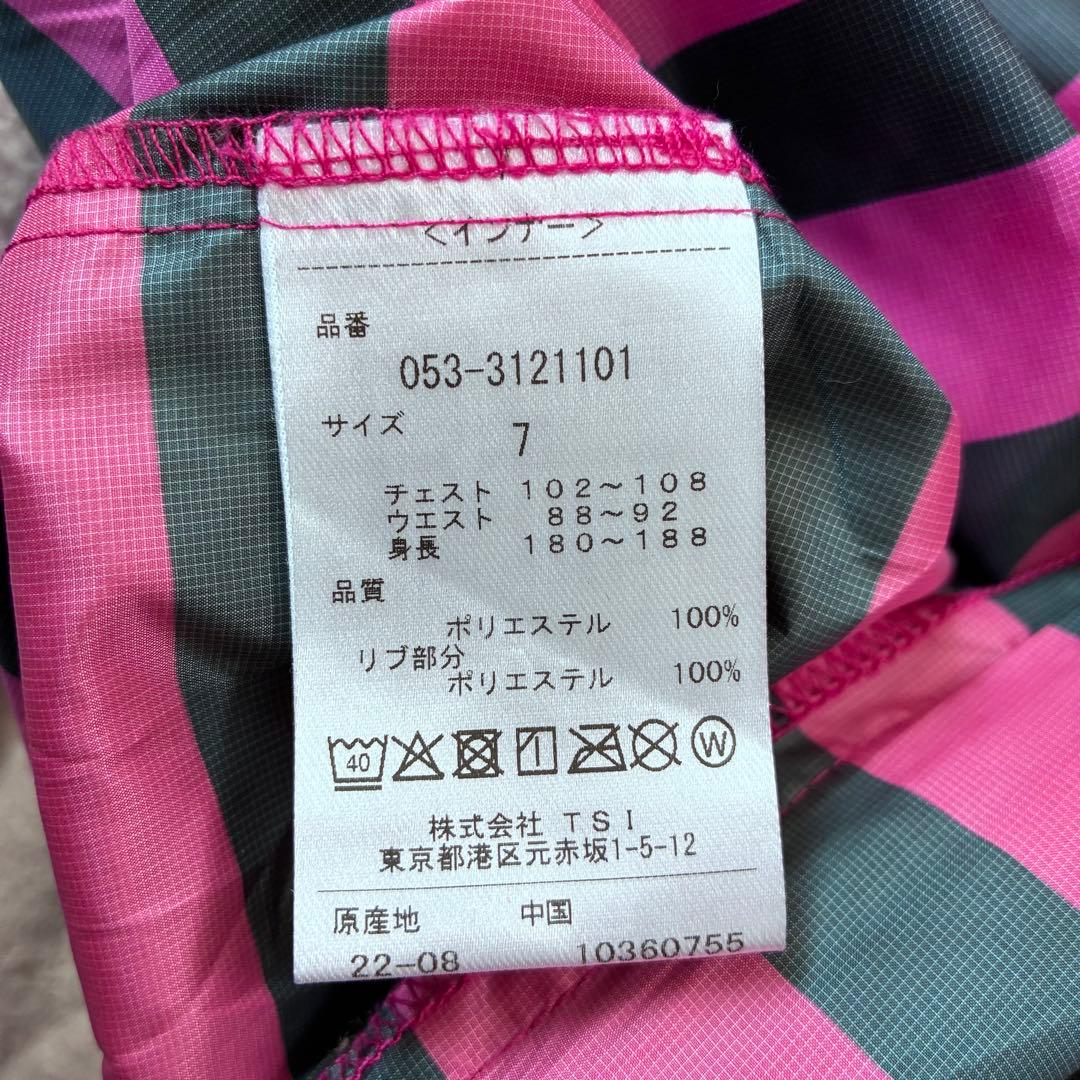 <インナー>
品番
053-3121101
サイズ 7
チェスト 102～108
ウエスト 88～92
身長 180～188
品質
ポリエステル 100%
リブ部分
ポリエステル 100%
40
W
株式会社 TSI
東京都港区元赤坂1-5-12
原産地 中国
22-08 10360755